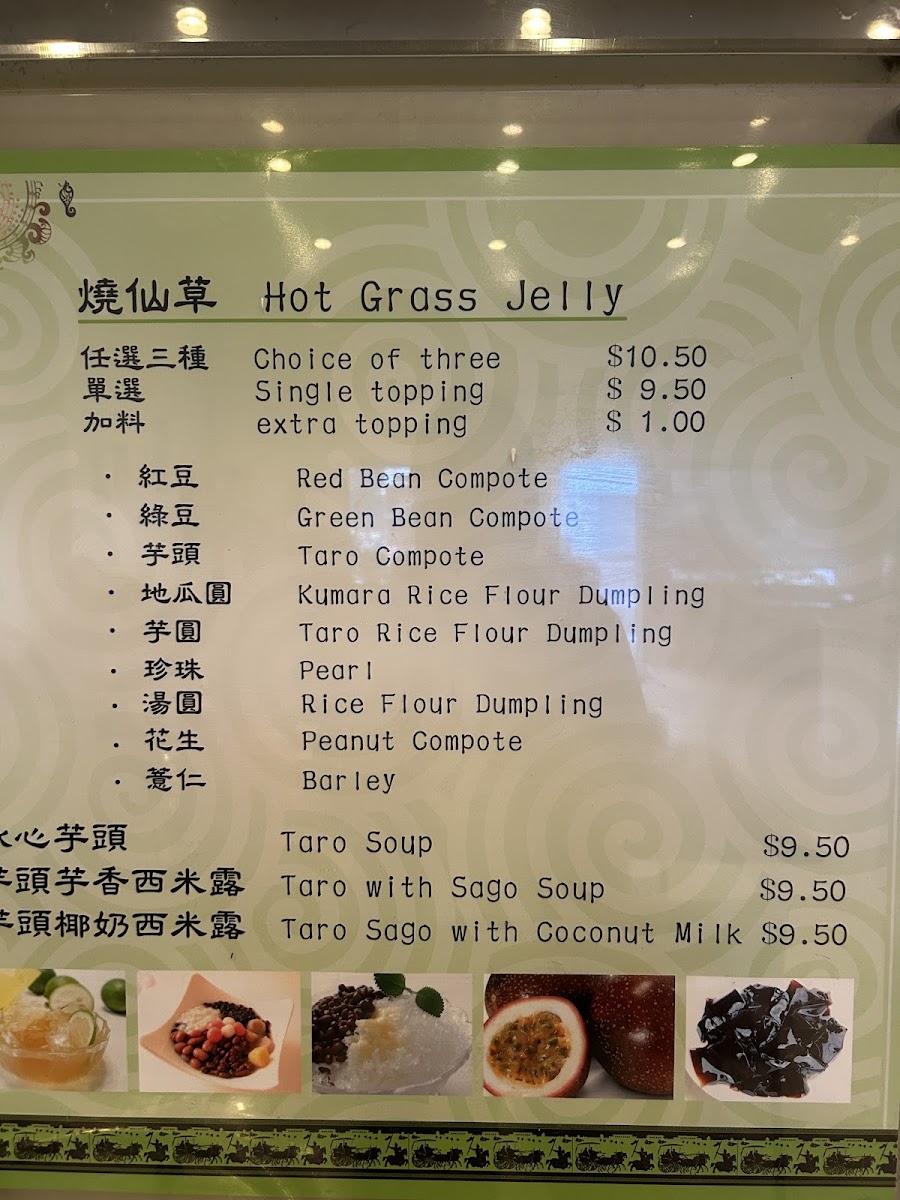 燒仙草 Hot Grass Jelly
任選三種 Choice of three $10.50
單選 Single topping $ 9.50
加料 extra topping $ 1.00
· 紅豆 Red Bean Compote
· 綠豆 Green Bean Compote
· 芋頭 Taro Compote
· 地瓜圓 Kumara Rice Flour Dumpling
· 芋圓 Taro Rice Flour Dumpling
· 珍珠 Pearl
· 湯圓 Rice Flour Dumpling
· 花生 Peanut Compote
· 薏仁 Barley
心芋頭 Taro Soup $9.50
頭芋香西米露 Taro with Sago Soup $9.50
頭椰奶西米露 Taro Sago with Coconut Milk $9.50